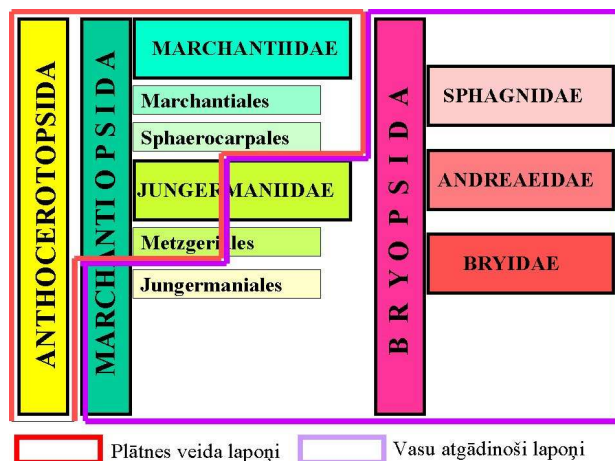 ANTHOCEROTOPSIDA
MARCHANTIOPSIDA
MARCHANTIIDAE
Marchantiales
Sphaerocarpales
JUNGERMANIIDAE
Metzgeriales
Jungermaniales
BRYOPSIDA
SPHAGNIDAE
ANDREAEIDAE
BRYIDAE
Plātnes veida lapoņi
Vasu atgādinoši lapoņi